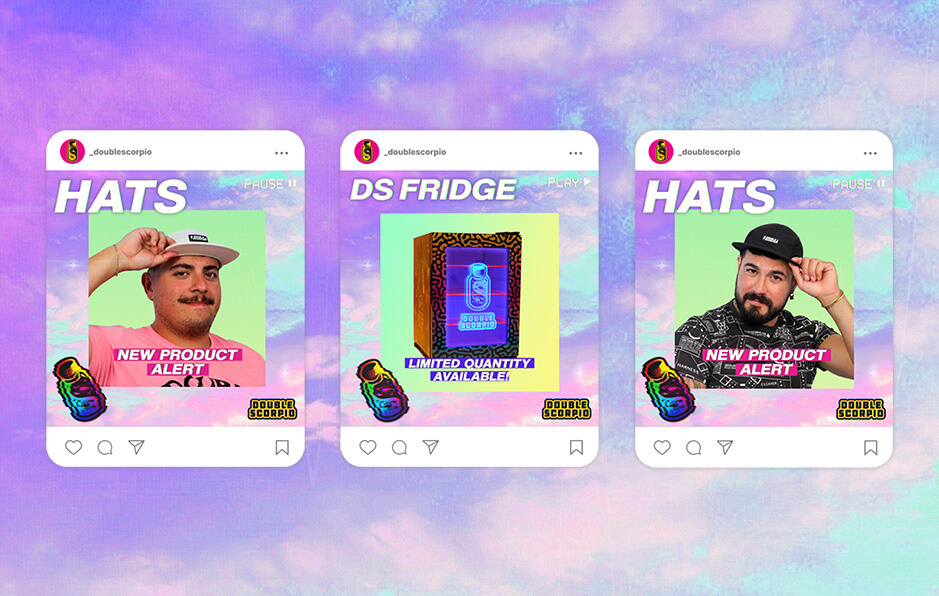 _doublescorpio
HATS
PAUSE
NEW PRODUCT
ALERT
DOUBLE
SCORPIO
_doublescorpio
DS FRIDGE
PLAY
DOUBLE
SCORPIO
LIMITED QUANTITY
AVAILABLE!
DOUBLE
SCORPIO
_doublescorpio
HATS
PAUSE
NEW PRODUCT
ALERT
DOUBLE
SCORPIO